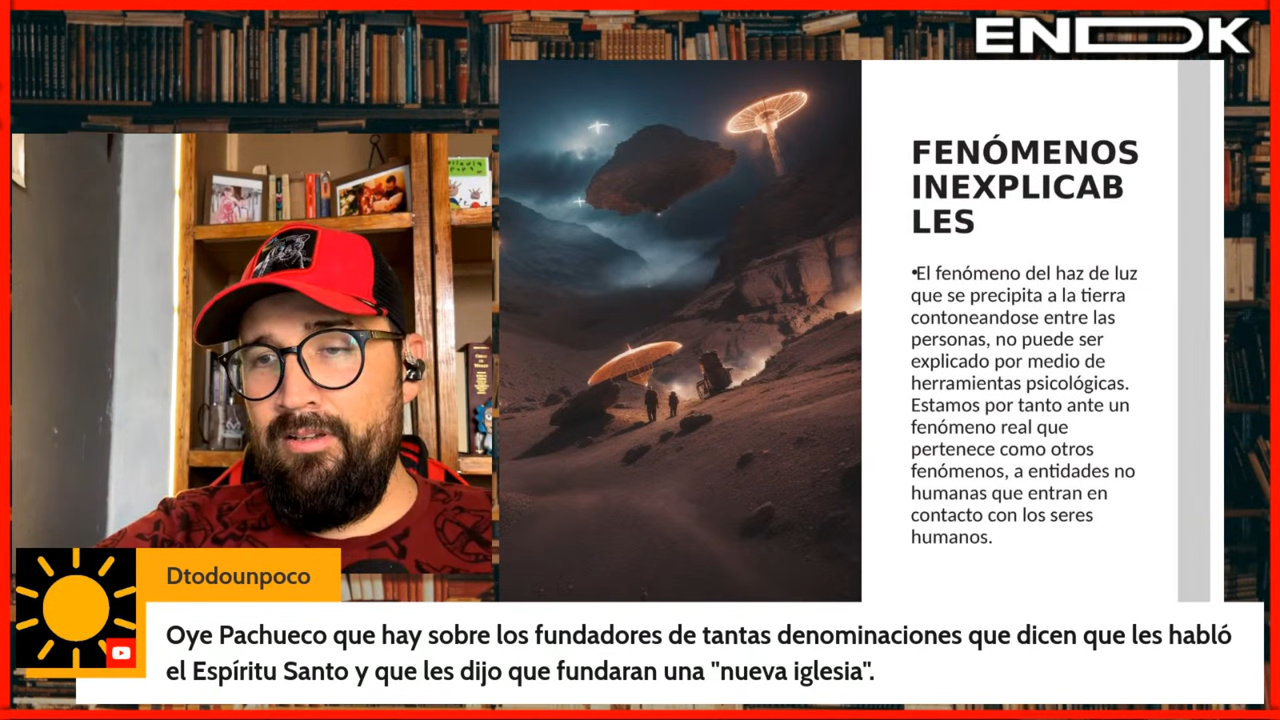 ENDK
FENÓMENOS
INEXPLICAB
LES
•El fenómeno del haz de luz
que se precipita a la tierra
contoneandose entre las
personas, no puede ser
explicado por medio de
herramientas psicológicas.
Estamos por tanto ante un
fenómeno real que
pertenece como otros
fenómenos, a entidades no
humanas que entran en
contacto con los seres
humanos.
Dtodounpoco
Oye Pachueco que hay sobre los fundadores de tantas denominaciones que dicen que les habló
el Espíritu Santo y que les dijo que fundaran una "nueva iglesia".